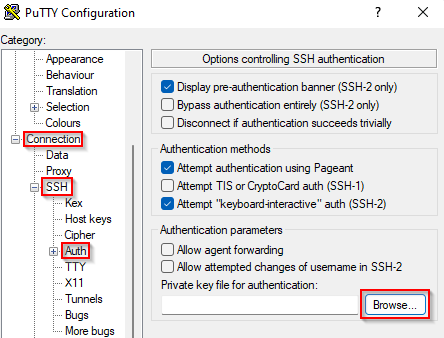 PuTTY Configuration
Category:
Appearance
Behaviour
Translation
Selection
Colours
Connection
Data
Proxy
SSH
Kex
Host keys
Cipher
Auth
TTY
X11
Tunnels
Bugs
More bugs
Options controlling SSH authentication
Display pre-authentication banner (SSH-2 only)
Bypass authentication entirely (SSH-2 only)
Disconnect if authentication succeeds trivially
Authentication methods
Attempt authentication using Pageant
Attempt TIS or CryptoCard auth (SSH-1)
Attempt "keyboard-interactive" auth (SSH-2)
Authentication parameters
Allow agent forwarding
Allow attempted changes of username in SSH-2
Private key file for authentication:
Browse...